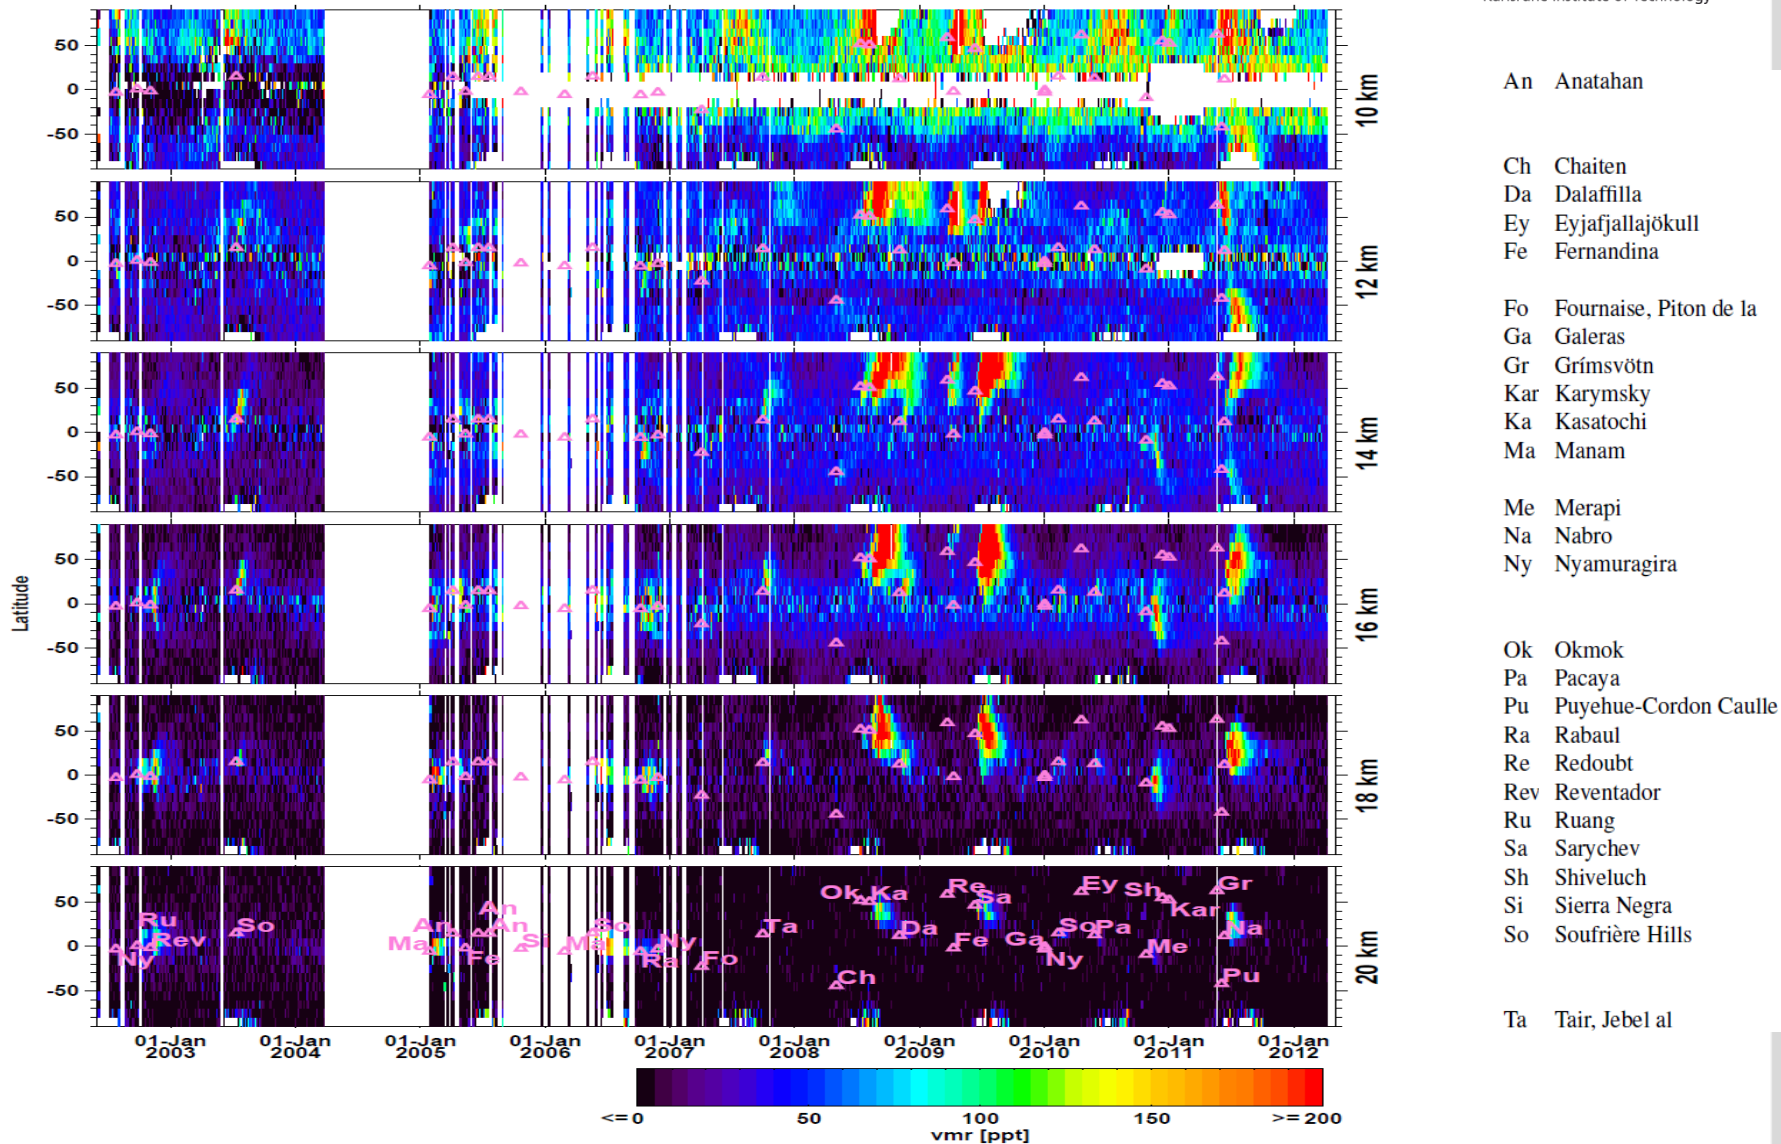 50
0
-50
10 km
50
0
-50
12 km
50
0
-50
14 km
50
0
-50
16 km
50
0
-50
18 km
50
0
-50
20 km
Latitude
Ru
Rev
Ny
So
An
Ma
An
An
Fe
Si
Ma
So
Ra
Ny
Fo
Ta
Ch
Ok
Ka
Da
Re
Sa
Fe
Ga
Ny
Ey
So
Pa
Sh
Kar
Me
Gr
Na
Pu
01-Jan 2003
01-Jan 2004
01-Jan 2005
01-Jan 2006
01-Jan 2007
01-Jan 2008
01-Jan 2009
01-Jan 2010
01-Jan 2011
01-Jan 2012
<=0 50 100 150 >=200
vmr [ppt]
An Anatahan
Ch Chaiten
Da Dalaffilla
Ey Eyjafjallajökull
Fe Fernandina
Fo Fournaise, Piton de la
Ga Galeras
Gr Grímsvötn
Kar Karymsky
Ka Kasatochi
Ma Manam
Me Merapi
Na Nabro
Ny Nyamuragira
Ok Okmok
Pa Pacaya
Pu Puyehue-Cordon Caulle
Ra Rabaul
Re Redoubt
Rev Reventador
Ru Ruang
Sa Sarychev
Sh Shiveluch
Si Sierra Negra
So Soufrière Hills
Ta Tair, Jebel al